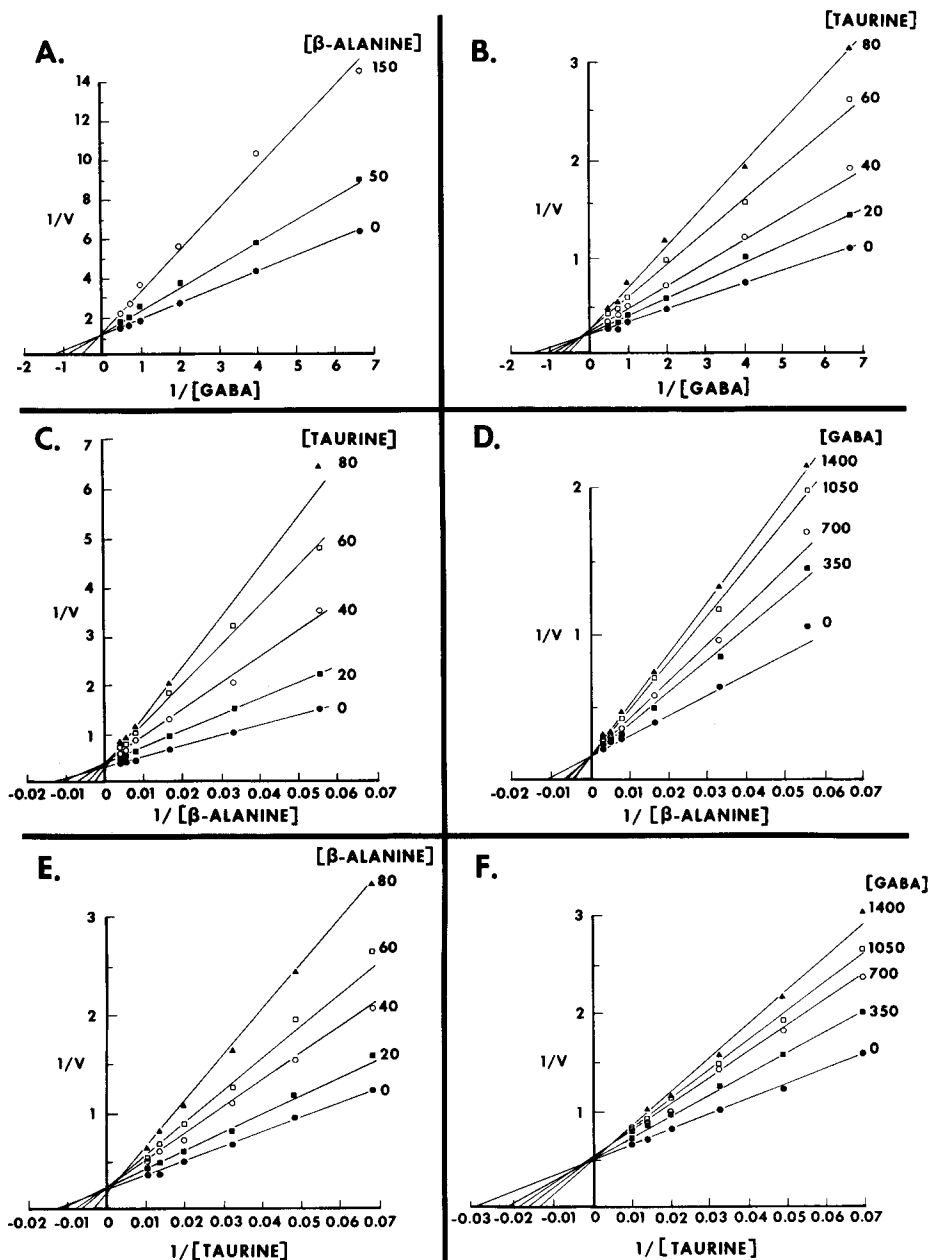 A.
[β-ALANINE]
150
50
0
14
12
10
8
6
4
2
1/V
-2 -1 0 1 2 3 4 5 6 7
1/[GABA]
B.
[TAURINE]
80
60
40
20
0
3
2
1
1/V
-2 -1 0 1 2 3 4 5 6 7
1/[GABA]
C.
[TAURINE]
80
60
40
20
0
7
6
5
4
3
2
1
1/V
-0.02 -0.01 0 0.01 0.02 0.03 0.04 0.05 0.06 0.07
1/[β-ALANINE]
D.
[GABA]
1400
1050
700
350
0
2
1
1/V
-0.02 -0.01 0 0.01 0.02 0.03 0.04 0.05 0.06 0.07
1/[β-ALANINE]
E.
[β-ALANINE]
80
60
40
20
0
3
2
1
1/V
-0.02 -0.01 0 0.01 0.02 0.03 0.04 0.05 0.06 0.07
1/[TAURINE]
F.
[GABA]
1400
1050
700
350
0
3
2
1
1/V
-0.03 -0.02 -0.01 0 0.01 0.02 0.03 0.04 0.05 0.06 0.07
1/[TAURINE]